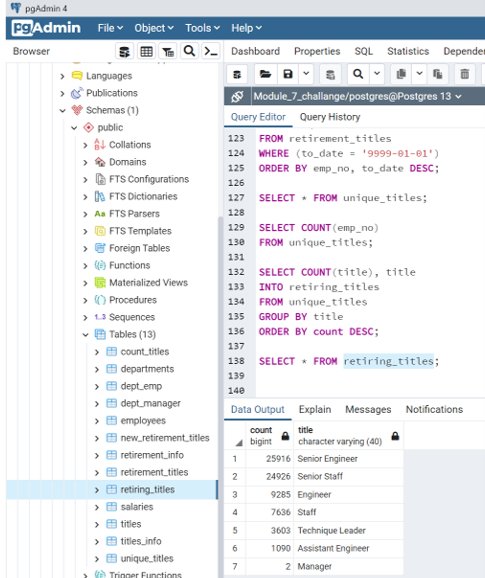 pgAdmin 4
pgAdmin File Object Tools Help
Browser
Dashboard Properties SQL Statistics Dependen
Languages
Publications
Schemas (1)
public
Collations
Domains
FTS Configurations
FTS Dictionaries
Aa FTS Parsers
FTS Templates
Foreign Tables
Functions
Materialized Views
Procedures
1..3 Sequences
Tables (13)
count_titles
departments
dept_emp
dept_manager
employees
new_retirement_titles
retirement_info
retirement_titles
retiring_titles
salaries
titles
titles_info
unique_titles
Trigger Functions
Module_7_challange/postgres@Postgres 13
Query Editor Query History
123 FROM retirement_titles
124 WHERE (to_date = '9999-01-01')
125 ORDER BY emp_no, to_date DESC;
126
127 SELECT * FROM unique_titles;
128
129 SELECT COUNT(emp_no)
130 FROM unique_titles;
131
132 SELECT COUNT(title), title
133 INTO retiring_titles
134 FROM unique_titles
135 GROUP BY title
136 ORDER BY count DESC;
137
138 SELECT * FROM retiring_titles;
139
140
Data Output Explain Messages Notifications
count title
bigint character varying (40)
1 25916 Senior Engineer
2 24926 Senior Staff
3 9285 Engineer
4 7636 Staff
5 3603 Technique Leader
6 1090 Assistant Engineer
7 2 Manager